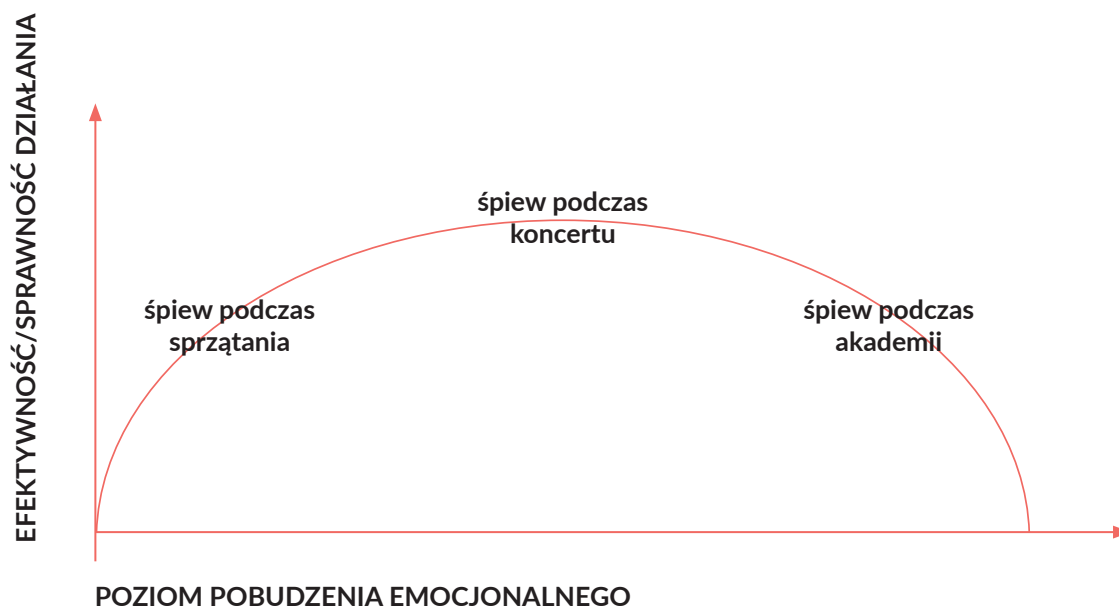 EFEKTYWNOŚĆ/SPRAWNOŚĆ DZIAŁANIA
śpiew podczas
koncertu
śpiew podczas
sprzątania
śpiew podczas
akademii
POZIOM POBUDZENIA EMOCJONALNEGO